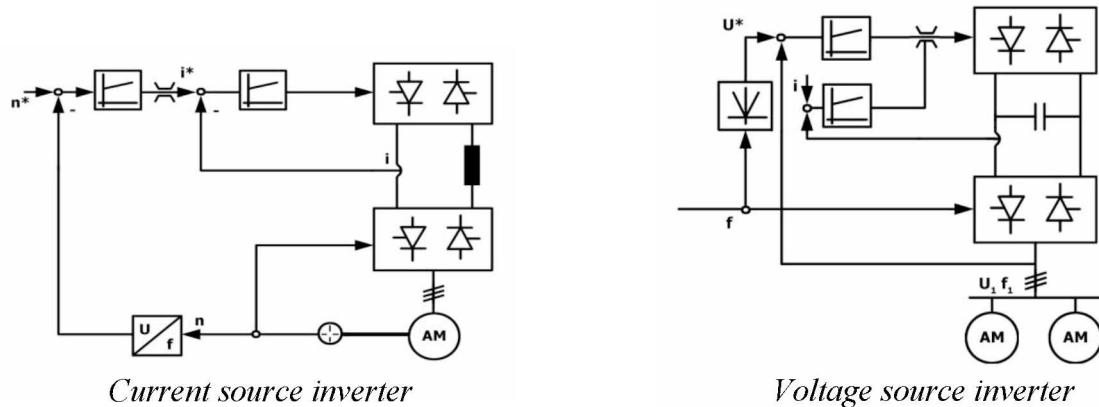 n*
-
i*
-
i
U
f
n
AM
Current source inverter
U*
i
f
U₁ f₁
AM
AM
Voltage source inverter